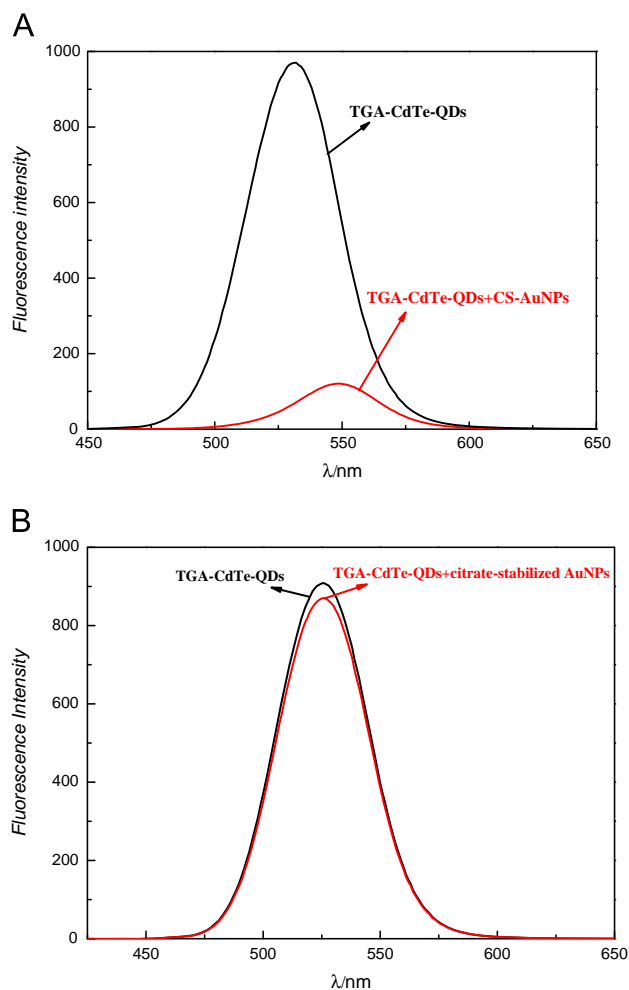 A
1000
800
600
400
200
0
Fluorescence intensity
TGA-CdTe-QDs
TGA-CdTe-QDs+CS-AuNPs
450 500 550 600 650
λ/nm
B
1000
800
600
400
200
0
Fluorescence Intensity
TGA-CdTe-QDs
TGA-CdTe-QDs+citrate-stabilized AuNPs
450 500 550 600 650
λ/nm